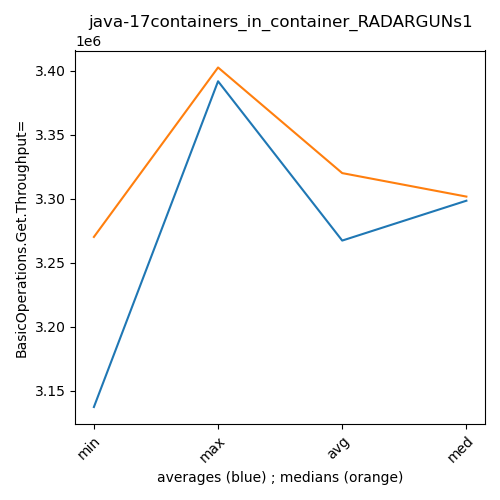 java-17containers_in_container_RADARGUNs1
1e6
3.40
3.35
3.30
3.25
3.20
3.15
BasicOperations.Get.Throughput=
min
max
avg
med
averages (blue) ; medians (orange)